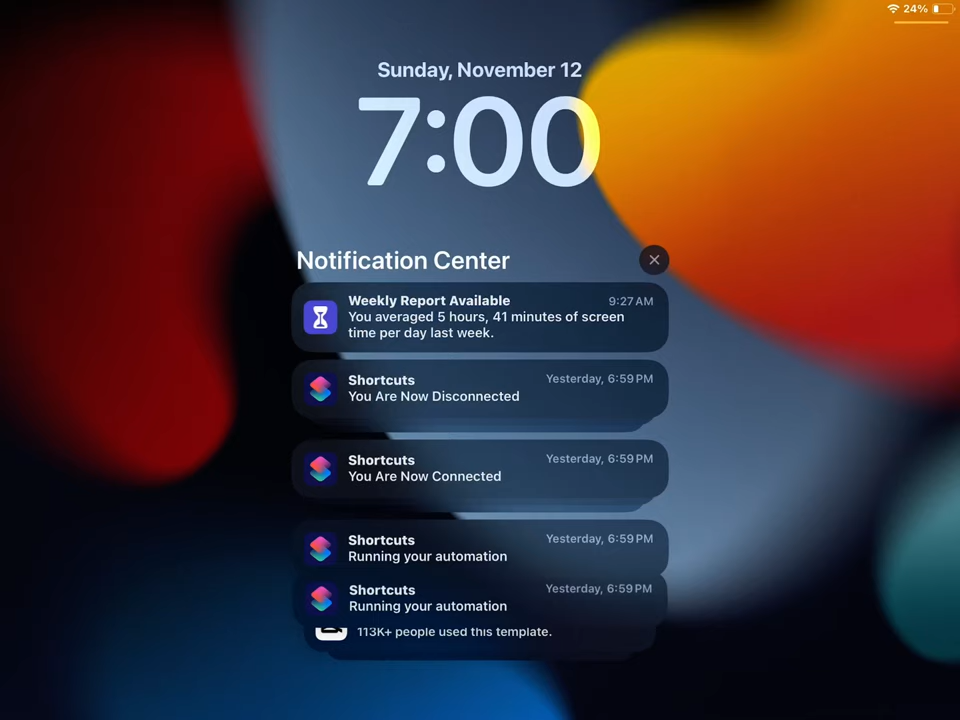 24%
Sunday, November 12
7:00
Notification Center
Weekly Report Available 9:27 AM
You averaged 5 hours, 41 minutes of screen
time per day last week.
Shortcuts Yesterday, 6:59 PM
You Are Now Disconnected
Shortcuts Yesterday, 6:59 PM
You Are Now Connected
Shortcuts Yesterday, 6:59 PM
Running your automation
Shortcuts Yesterday, 6:59 PM
Running your automation
113K+ people used this template.